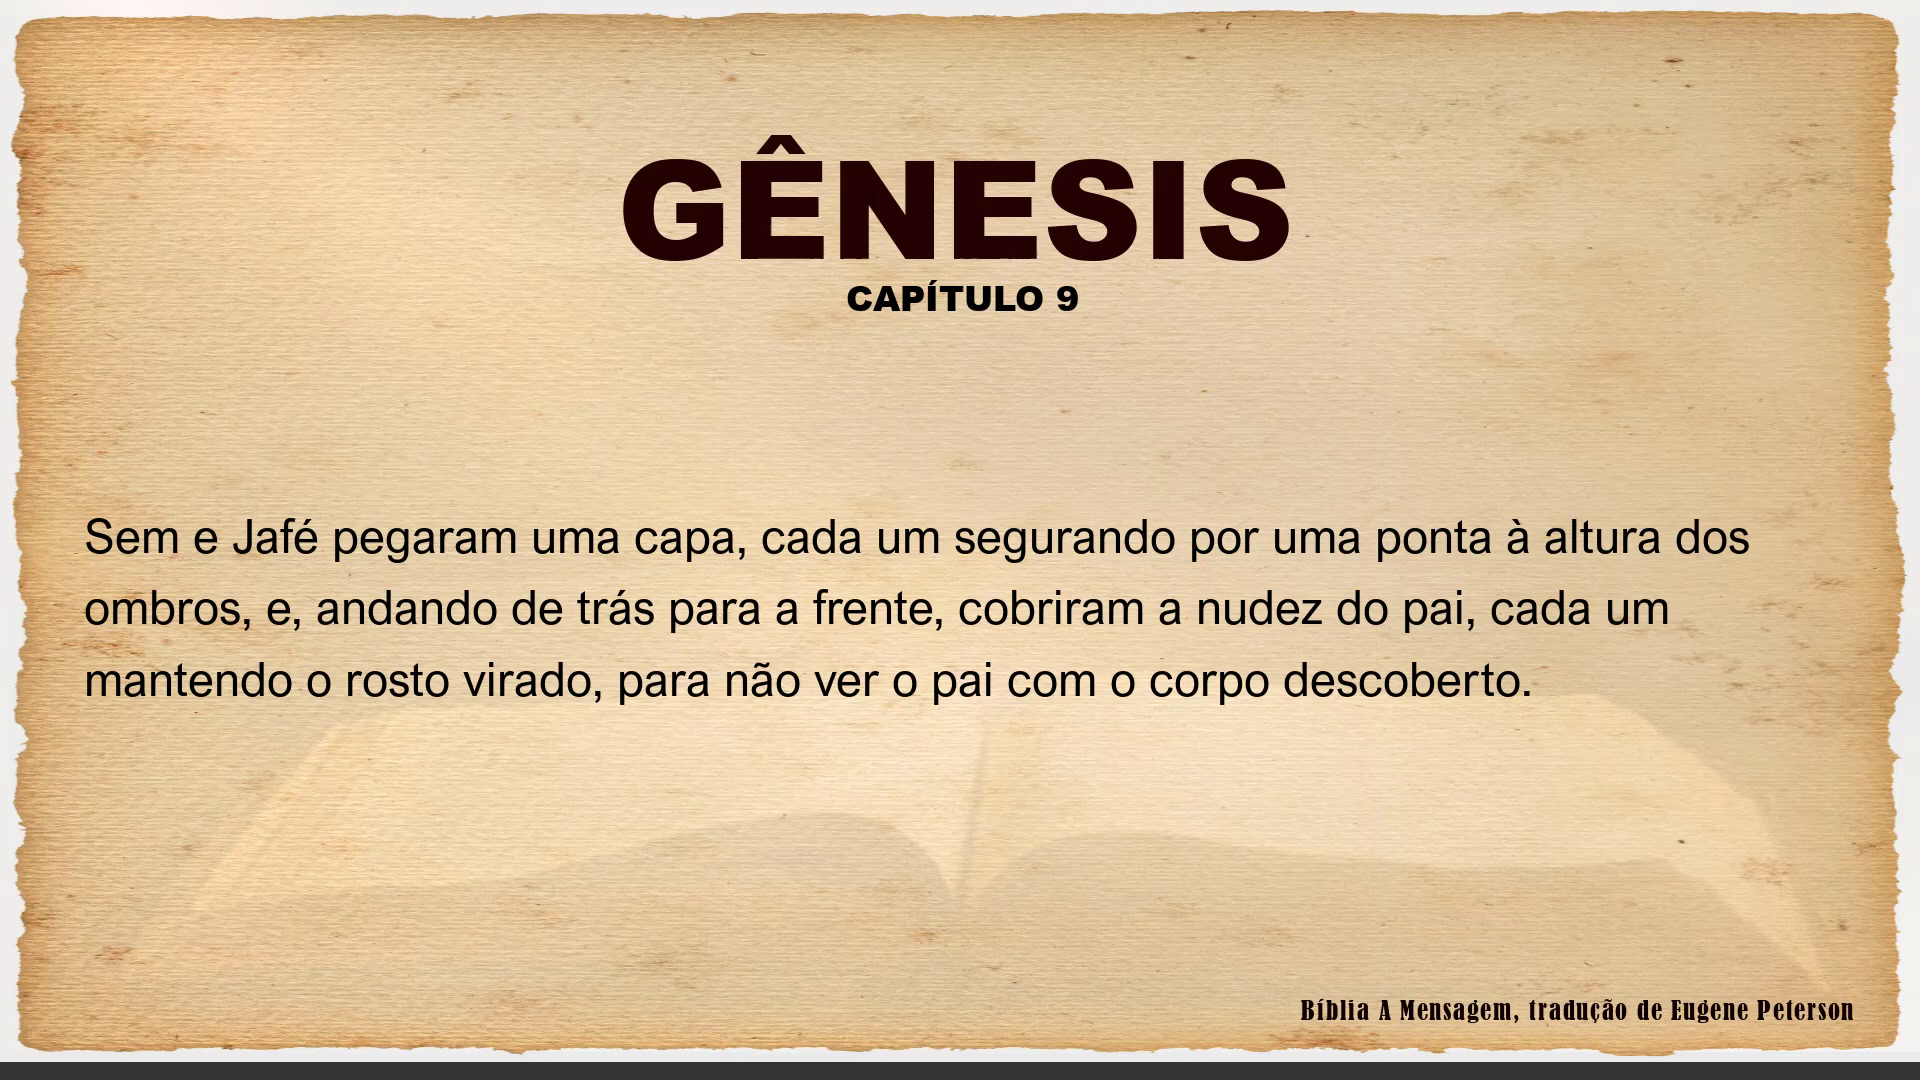 GÊNESIS
CAPÍTULO 9
Sem e Jafé pegaram uma capa, cada um segurando por uma ponta à altura dos
ombros, e, andando de trás para a frente, cobriram a nudez do pai, cada um
mantendo o rosto virado, para não ver o pai com o corpo descoberto.
Bíblia A Mensagem, tradução de Eugene Peterson